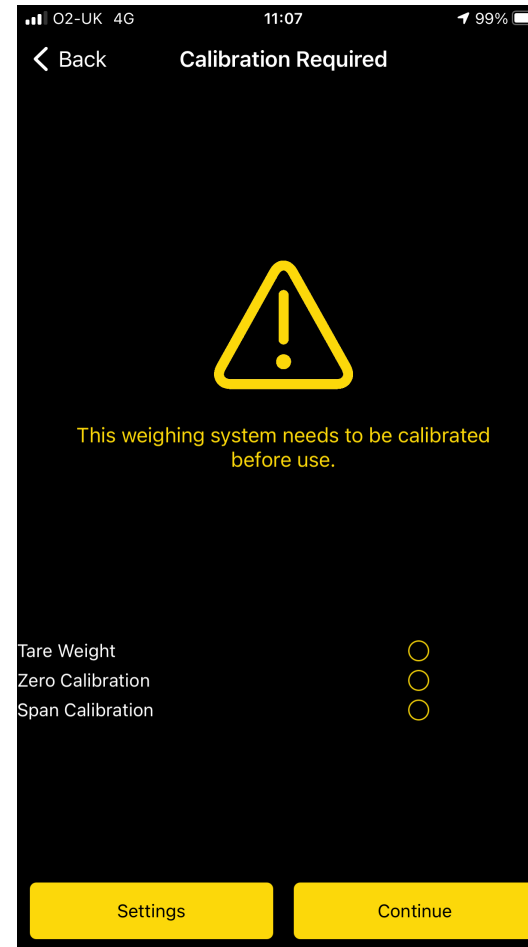 O2-UK 4G 11:07 99%
Back Calibration Required
This weighing system needs to be calibrated
before use.
Tare Weight
Zero Calibration
Span Calibration
Settings Continue